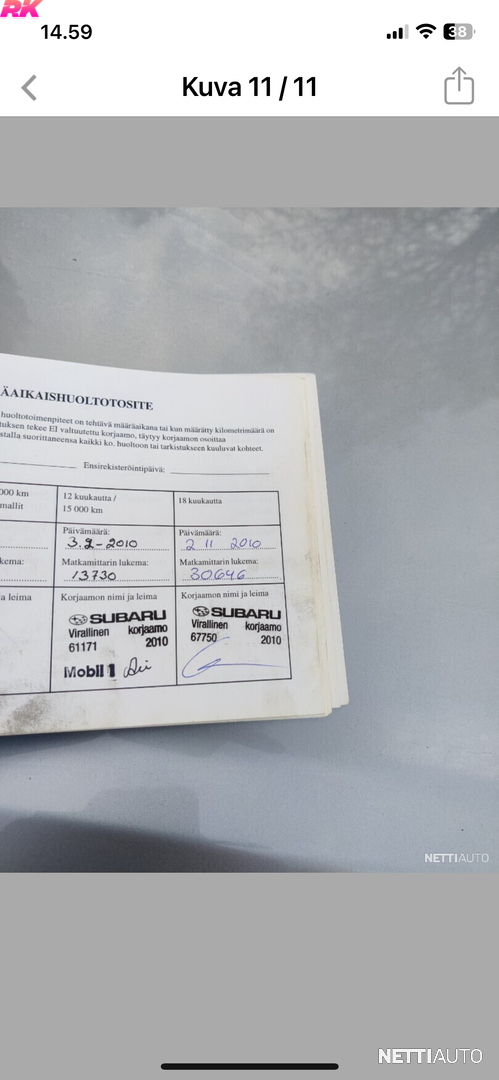 RK
14.59
38
Kuva 11 / 11
ÄAIKAISHUOLTOTOSITE
huoltotoimenpiteet on tehtävä määräaikana tai kun määrätty kilometrimäärä on
tuksen tekee EI valtuutettu korjaamo, täytyy korjaamon osoittaa
stalla suorittaneensa kaikki ko. huoltoon tai tarkistukseen kuuluvat kohteet.
Ensirekisteröintipäivä:
000 km
mallit
12 kuukautta /
15 000 km
18 kuukautta
Päivämäärä:
3.2-2010
Päivämäärä:
2 11 2010
kema:
Matkamittarin lukema:
13730
Matkamittarin lukema:
30646
a leima
Korjaamon nimi ja leima
SUBARU
Virallinen korjaamo
61171 2010
Mobil 1
Korjaamon nimi ja leima
SUBARU
Virallinen korjaamo
67750 2010
NETTIAUTO
NETTIAUTO